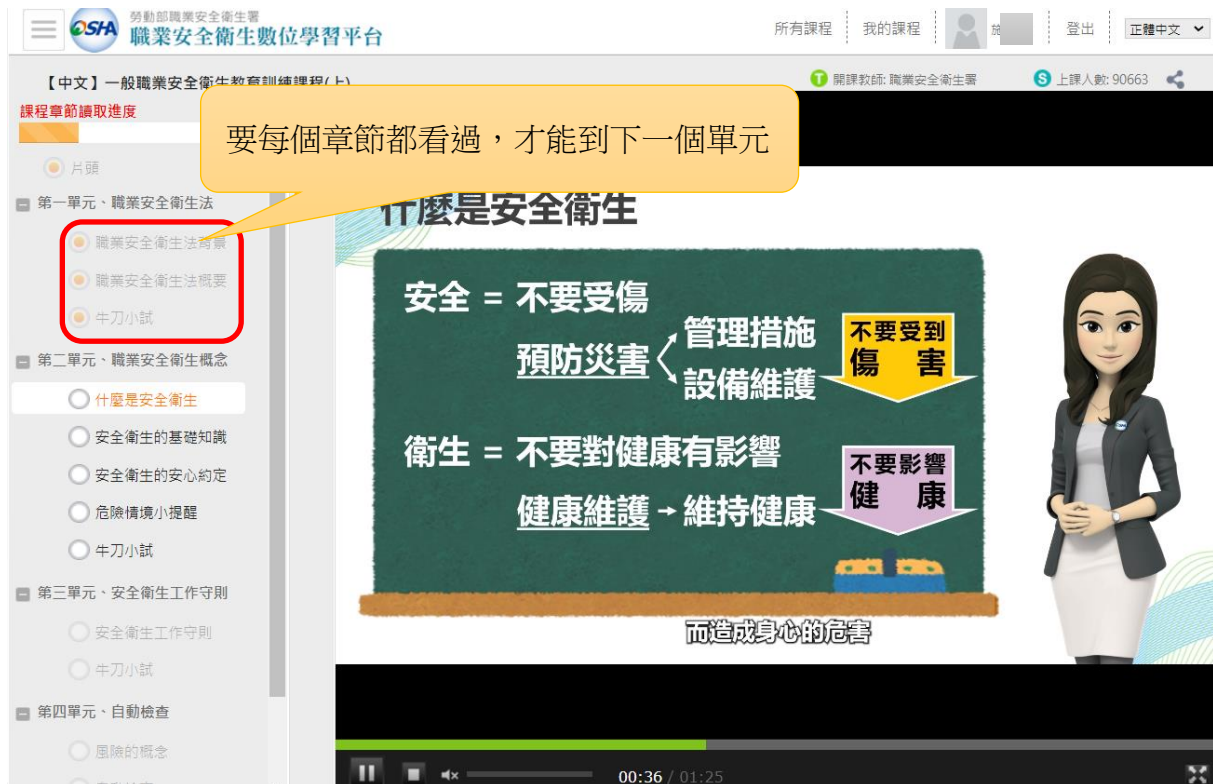 OSHA
勞動部職業安全衛生署
職業安全衛生數位學習平台
所有課程
我的課程
施
登出
正體中文
【中文】一般職業安全衛生教育訓練課程(上)
T 開課教師: 職業安全衛生署
S 上課人數: 90663
課程章節讀取進度
要每個章節都看過，才能到下一個單元
片頭
第一單元、職業安全衛生法
職業安全衛生法背景
職業安全衛生法概要
牛刀小試
第二單元、職業安全衛生概念
什麼是安全衛生
安全衛生的基礎知識
安全衛生的安心約定
危險情境小提醒
牛刀小試
第三單元、安全衛生工作守則
安全衛生工作守則
牛刀小試
第四單元、自動檢查
風險的概念
什麼是安全衛生
安全 = 不要受傷
預防災害
管理措施
設備維護
不要受到
傷 害
衛生 = 不要對健康有影響
健康維護→維持健康
不要影響
健 康
OSHA
而造成身心的危害
00:36 / 01:25